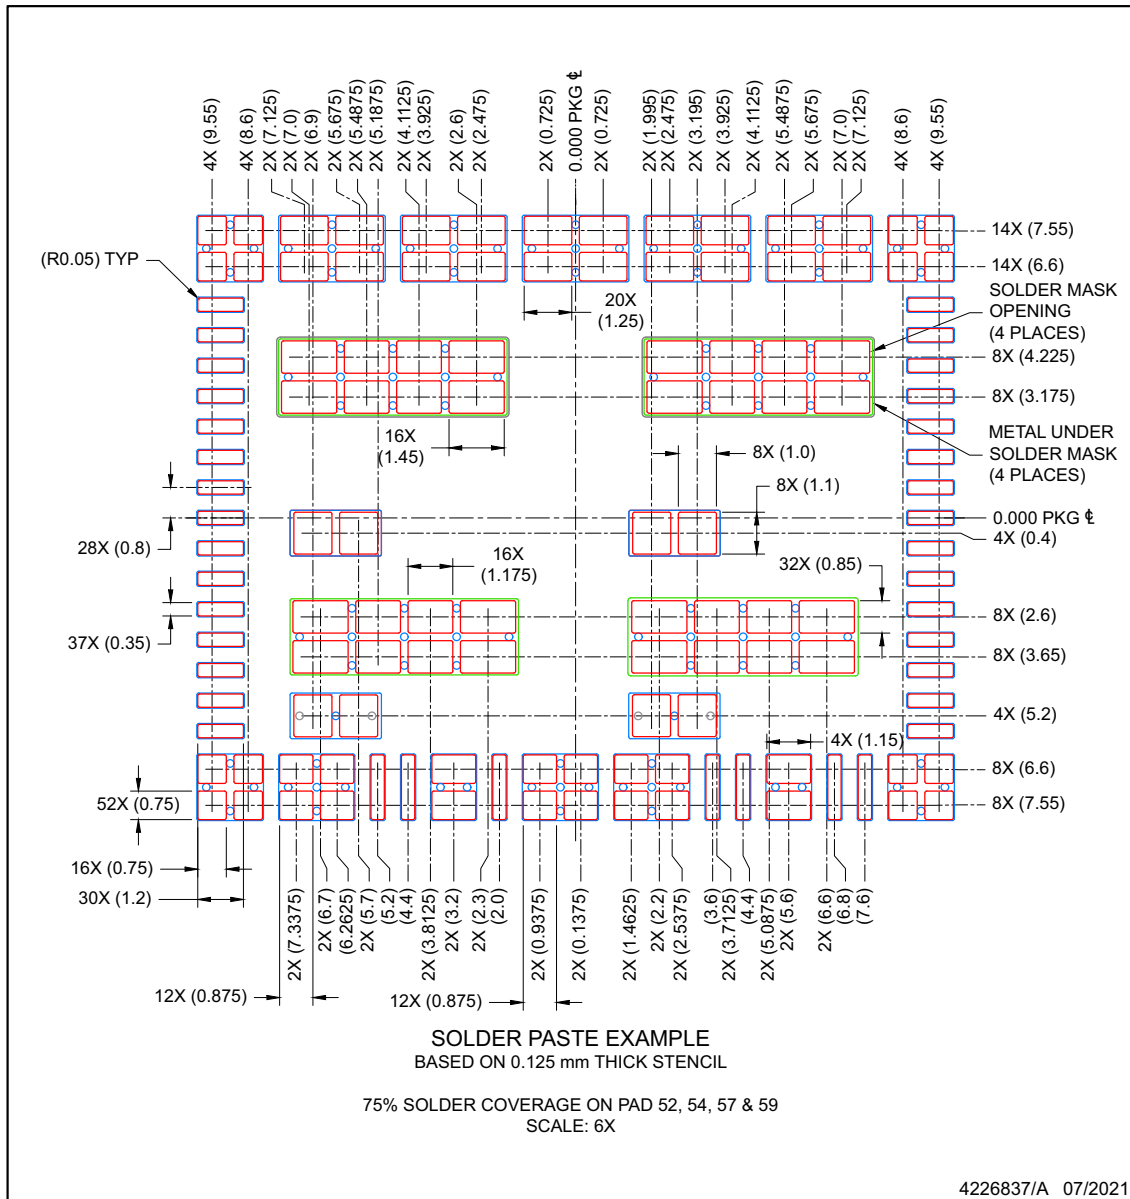 4X (9.55)
4X (8.6)
2X (7.125)
2X (7.0)
2X (6.9)
2X (5.675)
2X (5.4875)
2X (5.1875)
2X (4.1125)
2X (3.925)
2X (2.6)
2X (2.475)
2X (0.725)
0.000 PKG ℄
2X (0.725)
2X (1.995)
2X (2.475)
2X (3.195)
2X (3.925)
2X (4.1125)
2X (5.4875)
2X (5.675)
2X (7.0)
2X (7.125)
4X (8.6)
4X (9.55)
14X (7.55)
(R0.05) TYP
14X (6.6)
SOLDER MASK
OPENING
(4 PLACES)
20X
(1.25)
8X (4.225)
8X (3.175)
METAL UNDER
SOLDER MASK
(4 PLACES)
16X
(1.45)
8X (1.0)
8X (1.1)
0.000 PKG ℄
4X (0.4)
28X (0.8)
16X
(1.175)
32X (0.85)
8X (2.6)
37X (0.35)
8X (3.65)
4X (5.2)
4X (1.15)
8X (6.6)
52X (0.75)
8X (7.55)
16X (0.75)
30X (1.2)
2X (7.3375)
2X (6.7)
(6.2625)
2X (5.7)
(5.2)
(4.4)
2X (3.8125)
2X (3.2)
2X (2.3)
(2.0)
2X (0.9375)
2X (0.1375)
2X (1.4625)
2X (2.2)
2X (2.5375)
(3.6)
2X (3.7125)
(4.4)
2X (5.0875)
2X (5.6)
2X (6.6)
(6.8)
(7.6)
12X (0.875)
12X (0.875)
SOLDER PASTE EXAMPLE
BASED ON 0.125 mm THICK STENCIL
75% SOLDER COVERAGE ON PAD 52, 54, 57 & 59
SCALE: 6X
4226837/A 07/2021